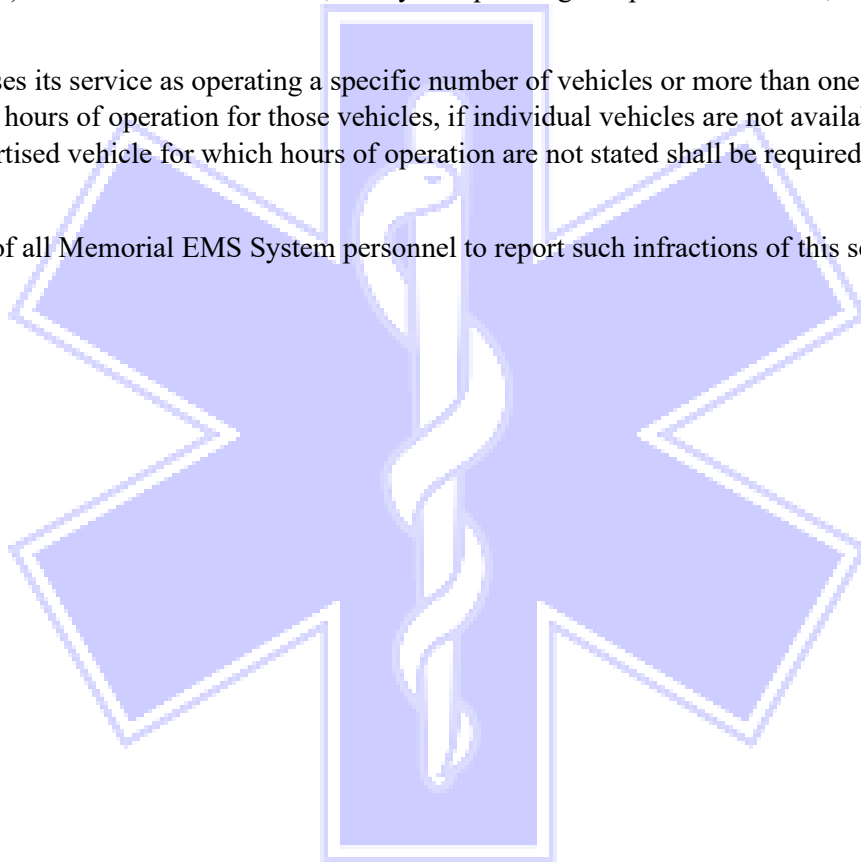 ses its service as operating a specific number of vehicles or more than one
hours of operation for those vehicles, if individual vehicles are not availa
rtised vehicle for which hours of operation are not stated shall be required
of all Memorial EMS System personnel to report such infractions of this s